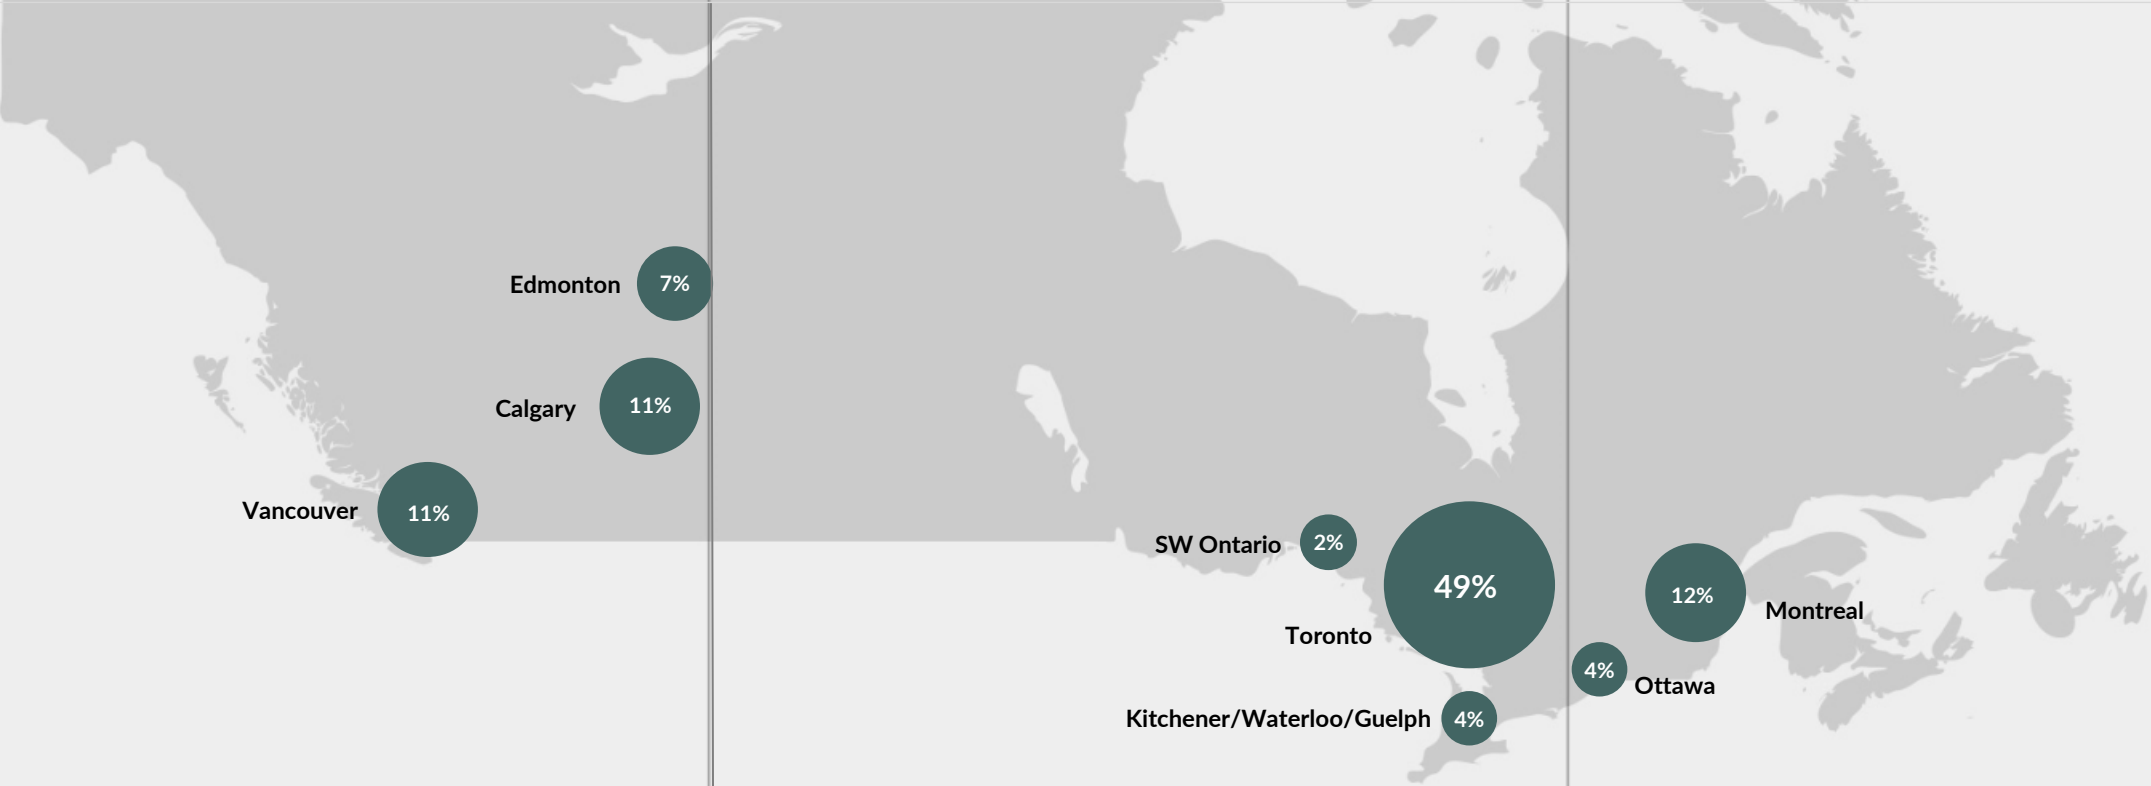 Edmonton 7%
Calgary 11%
Vancouver 11%
SW Ontario 2%
49%
Toronto
12%
Montreal
4%
Ottawa
Kitchener/Waterloo/Guelph 4%